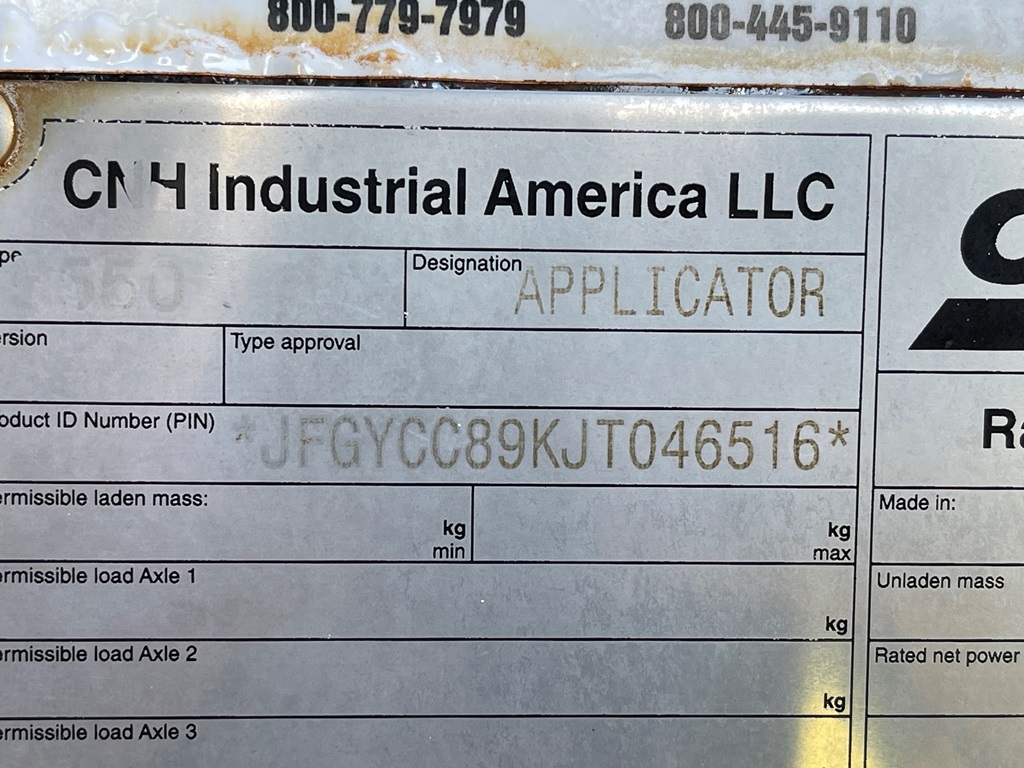 800-779-7979 800-445-9110
CNH Industrial America LLC
Designation APPLICATOR
Type approval
oduct ID Number (PIN) *JFGYCC89KJT046516*
ermissible laden mass:
kg
min
kg
max
Made in:
ermissible load Axle 1
kg
Unladen mass
ermissible load Axle 2
kg
Rated net power
ermissible load Axle 3